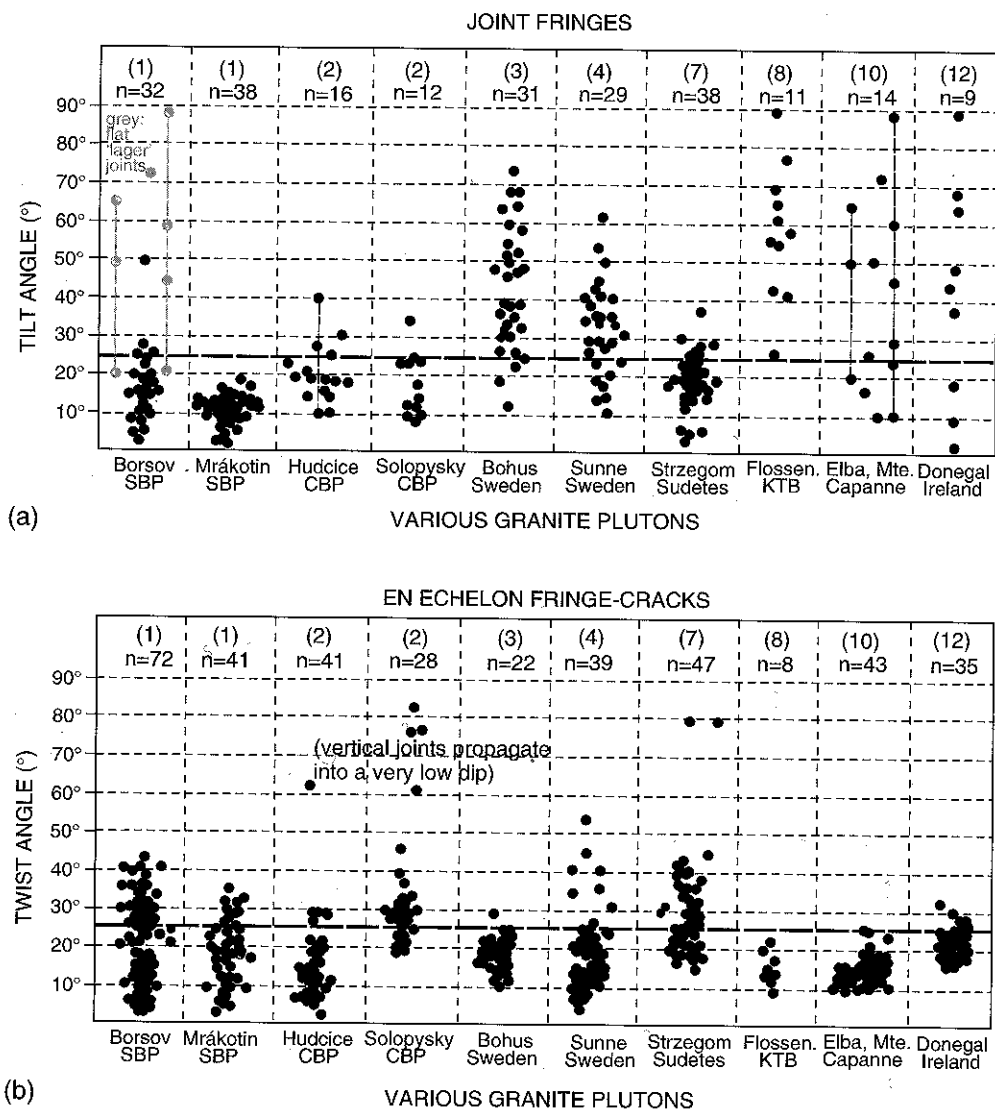 JOINT FRINGES
(1) (1) (2) (2) (3) (4) (7) (8) (10) (12)
n=32 n=38 n=16 n=12 n=31 n=29 n=38 n=11 n=14 n=9
90°
80°
70°
60°
50°
40°
30°
20°
10°
grey:
flat
'lager'
joints
TILT ANGLE (°)
Borsov Mrákotin Hudcice Solopysky Bohus Sunne Strzegom Flossen. Elba, Mte. Donegal
SBP SBP CBP CBP Sweden Sweden Sudetes KTB Capanne Ireland
(a)
VARIOUS GRANITE PLUTONS
EN ECHELON FRINGE-CRACKS
(1) (1) (2) (2) (3) (4) (7) (8) (10) (12)
n=72 n=41 n=41 n=28 n=22 n=39 n=47 n=8 n=43 n=35
90°
80°
70°
60°
50°
40°
30°
20°
10°
(vertical joints propagate
into a very low dip)
TWIST ANGLE (°)
Borsov Mrákotin Hudcice Solopysky Bohus Sunne Strzegom Flossen. Elba, Mte. Donegal
SBP SBP CBP CBP Sweden Sweden Sudetes KTB Capanne Ireland
(b)
VARIOUS GRANITE PLUTONS